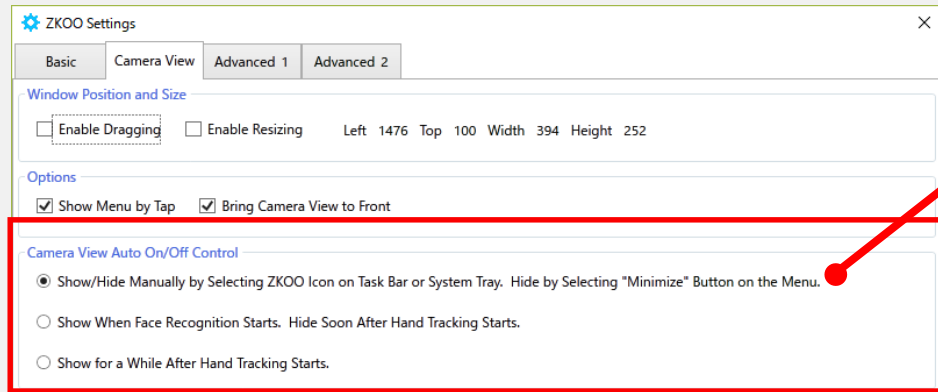 ZKOO Settings
Basic Camera View Advanced 1 Advanced 2
Window Position and Size
Enable Dragging Enable Resizing Left 1476 Top 100 Width 394 Height 252
Options
Show Menu by Tap Bring Camera View to Front
Camera View Auto On/Off Control
Show/Hide Manually by Selecting ZKOO Icon on Task Bar or System Tray. Hide by Selecting "Minimize" Button on the Menu.
Show When Face Recognition Starts. Hide Soon After Hand Tracking Starts.
Show for a While After Hand Tracking Starts.